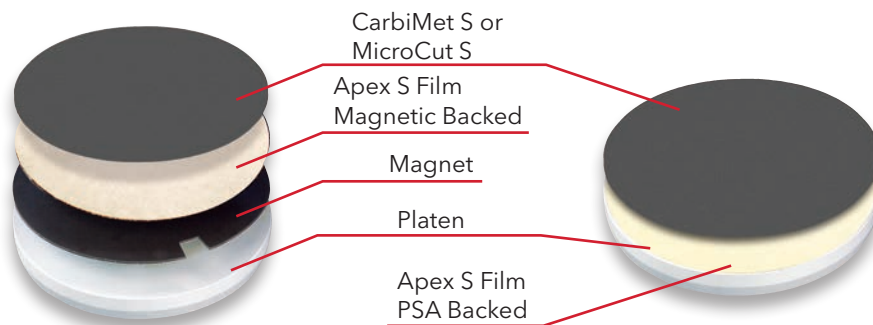 CarbiMet S or
MicroCut S
Apex S Film
Magnetic Backed
Magnet
Platen
Apex S Film
PSA Backed